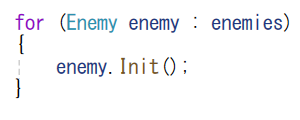 for (Enemy enemy : enemies)
{
    enemy.Init();
}